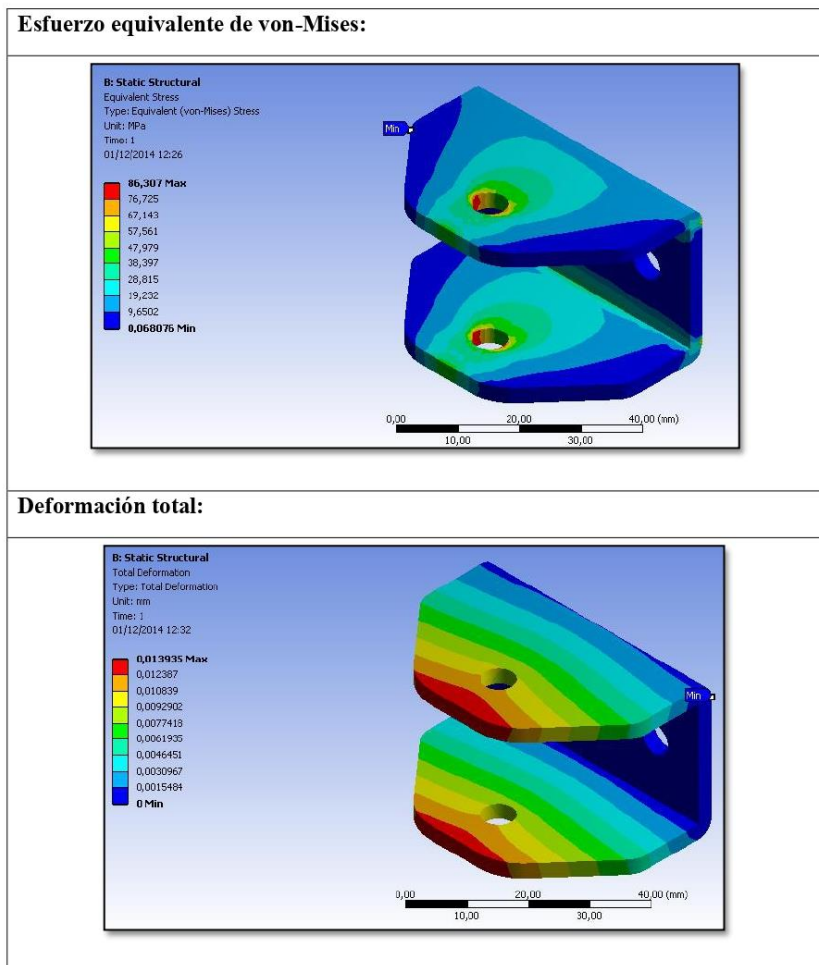 Esfuerzo equivalente de von-Mises:
B: Static Structural
Equivalent Stress
Type: Equivalent (von-Mises) Stress
Unit: MPa
Time: 1
01/12/2014 12:26
86,307 Max
76,725
67,143
57,561
47,979
38,397
28,815
19,232
9,6502
0,068076 Min
Min
0,00
20,00
40,00 (mm)
10,00
30,00
Deformación total:
B: Static Structural
Total Deformation
Type: Total Deformation
Unit: mm
Time: 1
01/12/2014 12:32
0,013935 Max
0,012387
0,010839
0,0092902
0,0077418
0,0061935
0,0046451
0,0030967
0,0015484
0 Min
Min
0,00
20,00
40,00 (mm)
10,00
30,00